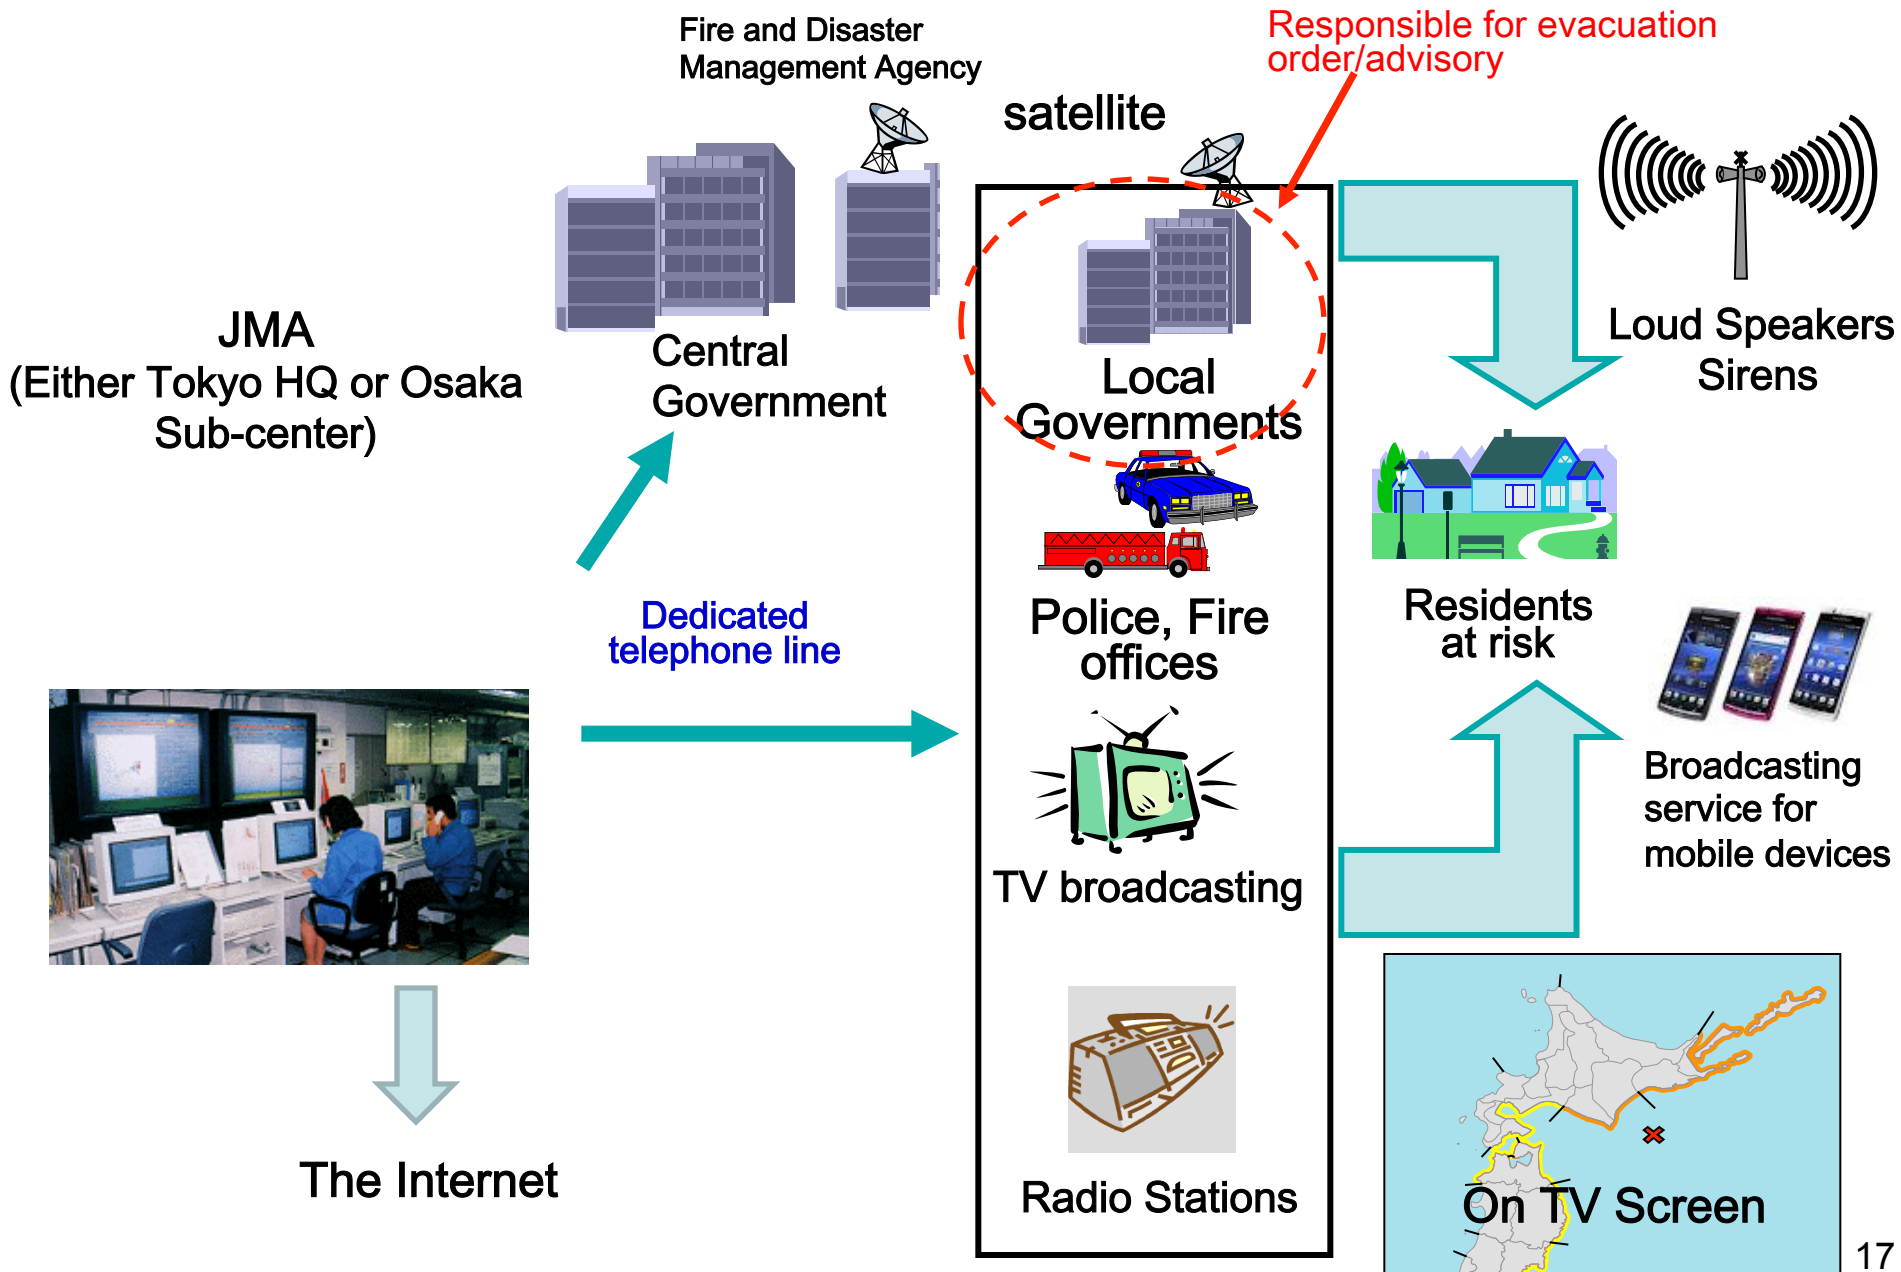 Fire and Disaster
Management Agency
Responsible for evacuation
order/advisory
satellite
JMA
(Either Tokyo HQ or Osaka
Sub-center)
Central
Government
Local
Governments
Loud Speakers
Sirens
Dedicated
telephone line
Police, Fire
offices
Residents
at risk
Broadcasting
service for
mobile devices
TV broadcasting
The Internet
Radio Stations
On TV Screen
17